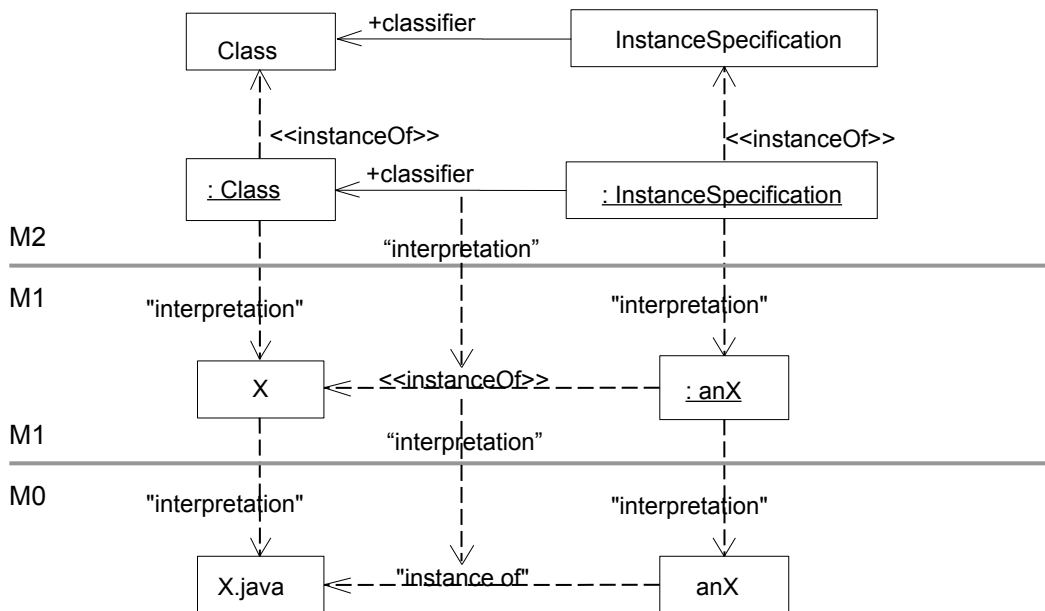 +classifier
Class
InstanceSpecification
<<instanceOf>>
<<instanceOf>>
+classifier
: Class
: InstanceSpecification
M2
“interpretation”
M1
"interpretation"
"interpretation"
X
<<instanceOf>>
: anX
M1
“interpretation”
M0
"interpretation"
"interpretation"
X.java
"instance of"
anX